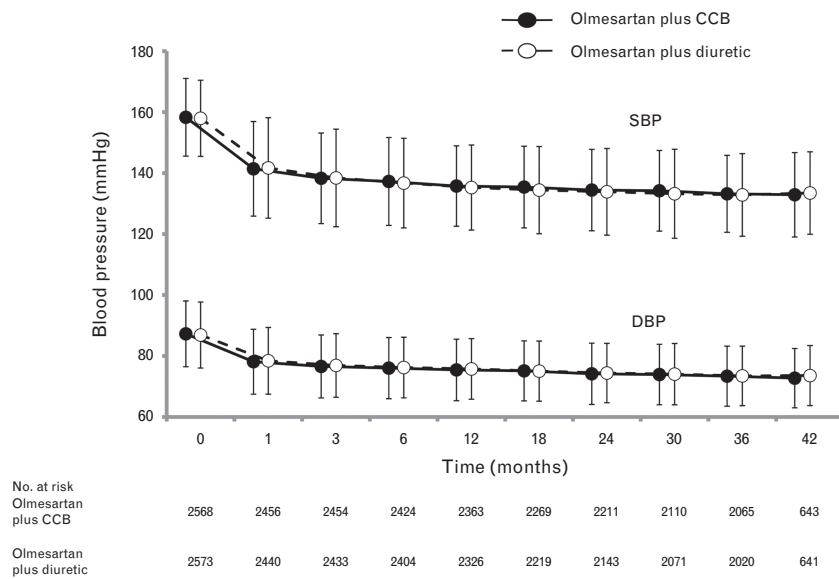 Olmesartan plus CCB
Olmesartan plus diuretic
180
160
140
120
100
80
60
Blood pressure (mmHg)
SBP
DBP
0 1 3 6 12 18 24 30 36 42
Time (months)
No. at risk
Olmesartan
plus CCB
2568 2456 2454 2424 2363 2269 2211 2110 2065 643
Olmesartan
plus diuretic
2573 2440 2433 2404 2326 2219 2143 2071 2020 641